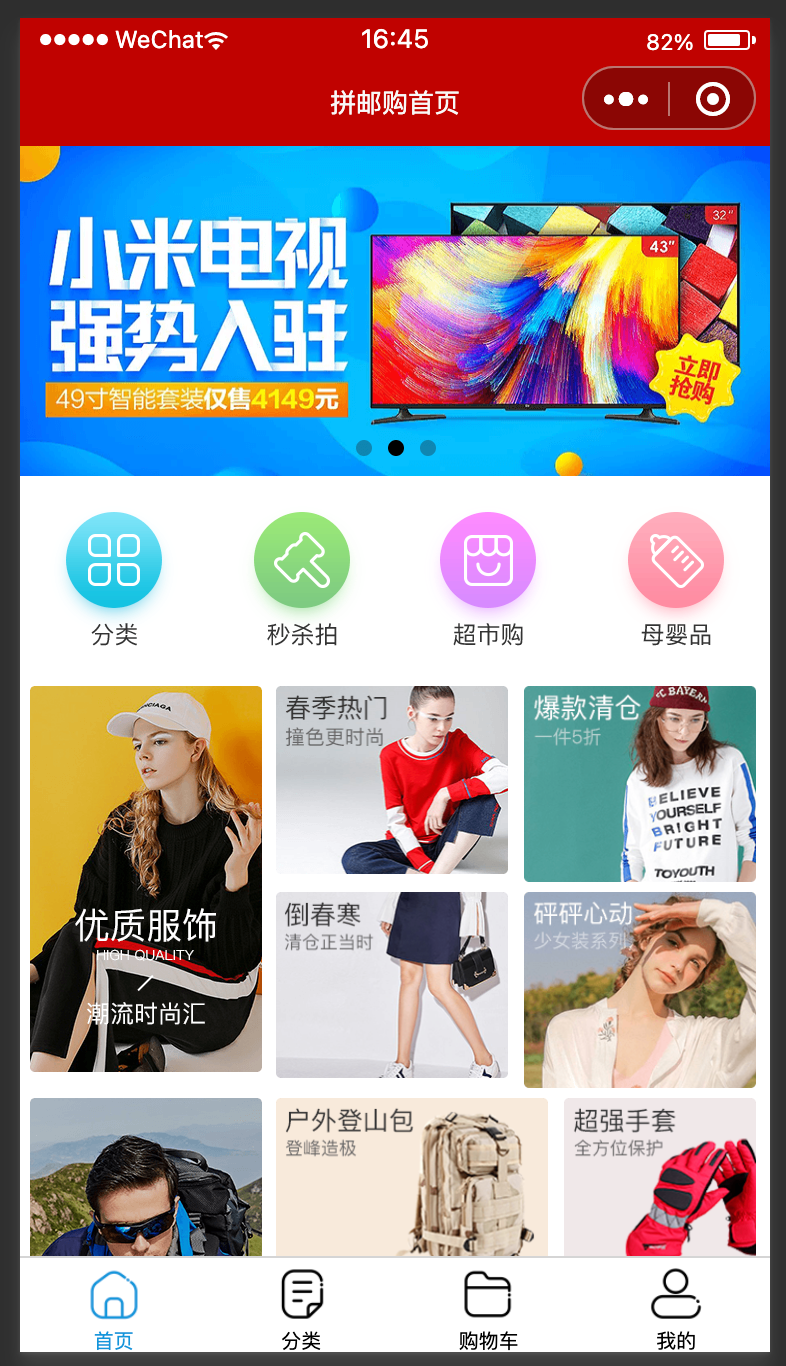 WeChat
16:45
82%
拼邮购首页
小米电视
强势入驻
49寸智能套装仅售4149元
32"
43"
立即
抢购
分类
秒杀拍
超市购
母婴品
优质服饰
HIGH QUALITY
潮流时尚汇
春季热门
撞色更时尚
爆款清仓
一件5折
BELIEVE
YOURSELF
BRIGHT
FUTURE
TOYOUTH
倒春寒
清仓正当时
砰砰心动
少女装系列
户外登山包
登峰造极
超强手套
全方位保护
首页
分类
购物车
我的